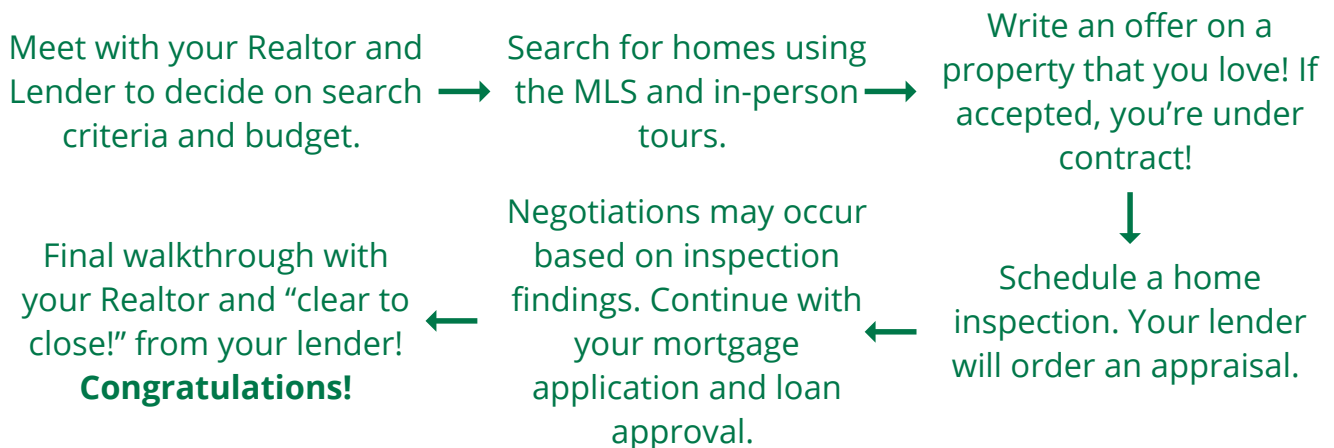 Meet with your Realtor and
Lender to decide on search
criteria and budget.
Search for homes using
the MLS and in-person
tours.
Write an offer on a
property that you love! If
accepted, you’re under
contract!
Schedule a home
inspection. Your lender
will order an appraisal.
Negotiations may occur
based on inspection
findings. Continue with
your mortgage
application and loan
approval.
Final walkthrough with
your Realtor and “clear to
close!” from your lender!
Congratulations!